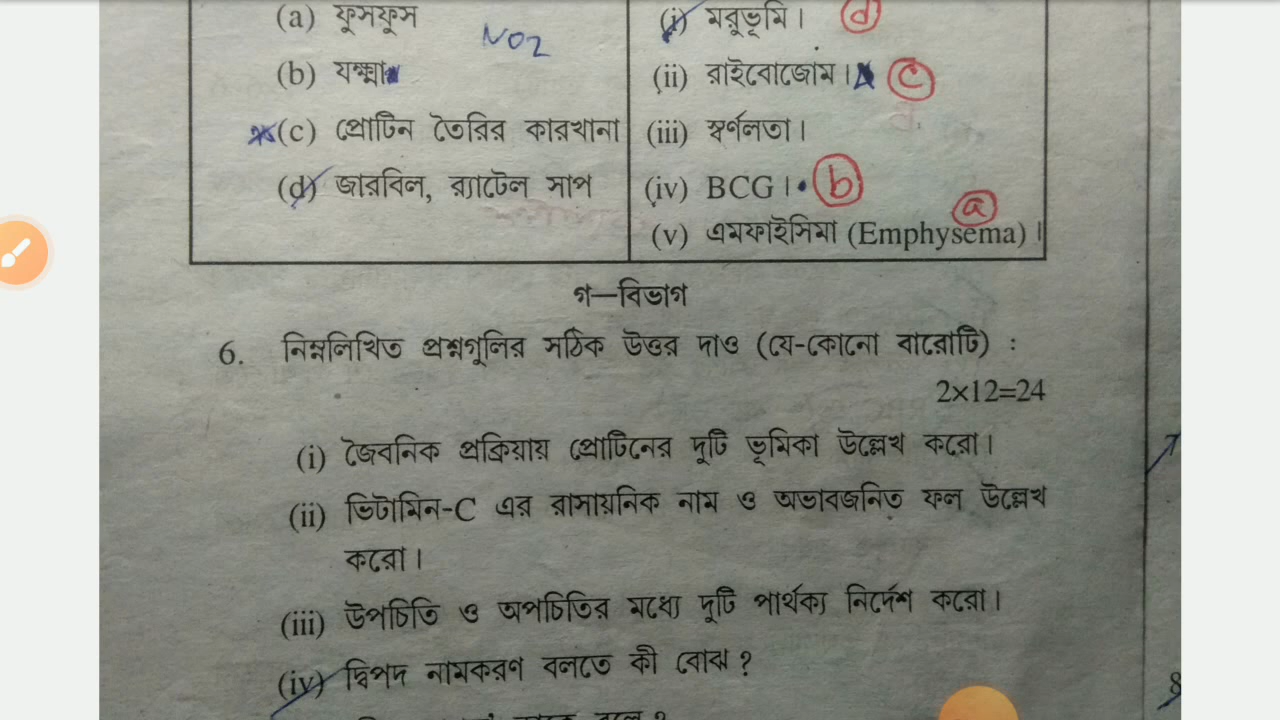 (a) ফুসফুস (i) মরুভূমি। d
NO2
(b) যক্ষ্মা (ii) রাইবোজোম। c
(c) প্রোটিন তৈরির কারখানা (iii) স্বর্ণলতা।
(d) জারবিল, র‍্যাটেল সাপ (iv) BCG। b
a
(v) এমফাইসিমা (Emphysema)।
গ—বিভাগ
6. নিম্নলিখিত প্রশ্নগুলির সঠিক উত্তর দাও (যে-কোনো বারোটি) :
2×12=24
(i) জৈবনিক প্রক্রিয়ায় প্রোটিনের দুটি ভূমিকা উল্লেখ করো।
(ii) ভিটামিন-C এর রাসায়নিক নাম ও অভাবজনিত ফল উল্লেখ
করো।
(iii) উপচিতি ও অপচিতির মধ্যে দুটি পার্থক্য নির্দেশ করো।
(iv) দ্বিপদ নামকরণ বলতে কী বোঝ ?
8